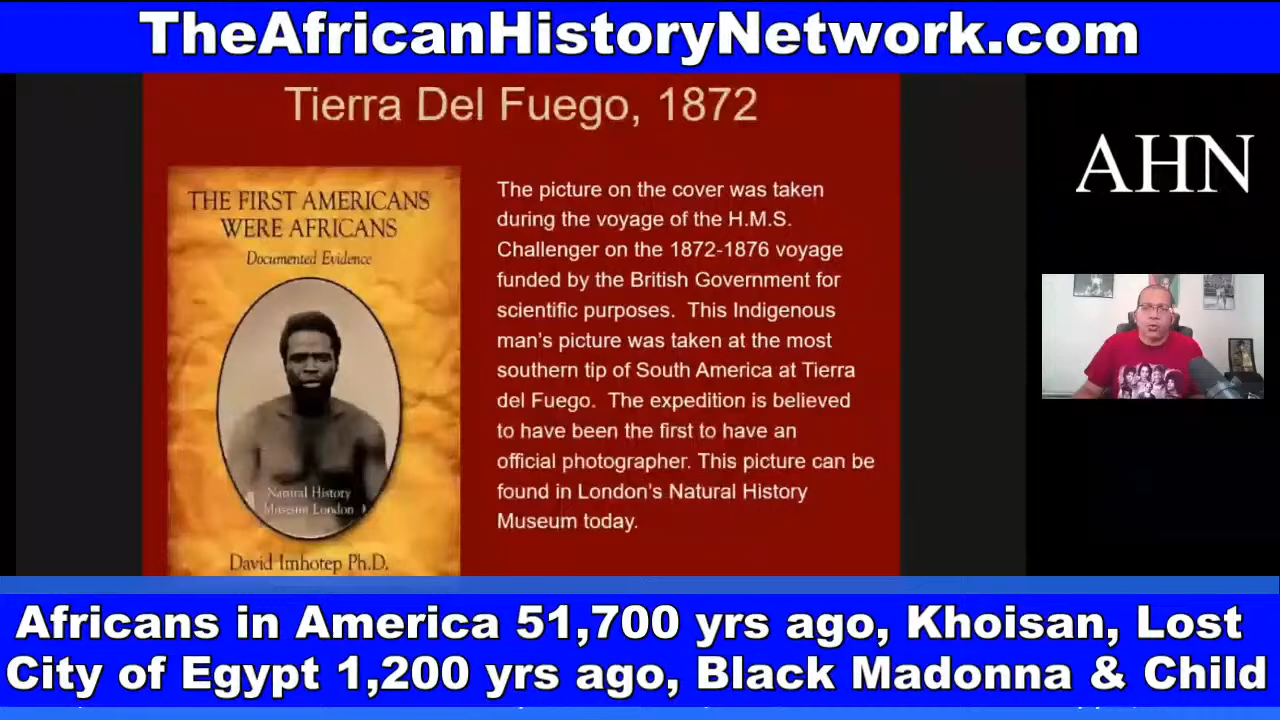 TheAfricanHistoryNetwork.com
Tierra Del Fuego, 1872
AHN
THE FIRST AMERICANS
WERE AFRICANS
Documented Evidence
Natural History
Museum London
David Imhotep Ph.D.
The picture on the cover was taken
during the voyage of the H.M.S.
Challenger on the 1872-1876 voyage
funded by the British Government for
scientific purposes. This Indigenous
man's picture was taken at the most
southern tip of South America at Tierra
del Fuego. The expedition is believed
to have been the first to have an
official photographer. This picture can be
found in London's Natural History
Museum today.
Africans in America 51,700 yrs ago, Khoisan, Lost
City of Egypt 1,200 yrs ago, Black Madonna & Child